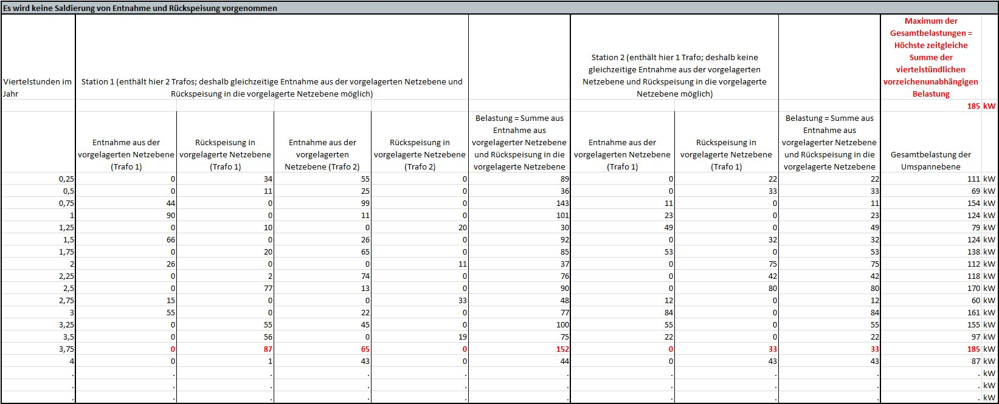 Es wird keine Saldierung von Entnahme und Rückspeisung vorgenommen
Viertelstunden im
Jahr
Station 1 (enthält hier 2 Trafos; deshalb gleichzeitige Entnahme aus der vorgelagerten Netzebene und
Rückspeisung in die vorgelagerte Netzebene möglich)
Station 2 (enthält hier 1 Trafo; deshalb keine
gleichzeitige Entnahme aus der vorgelagerten
Netzebene und Rückspeisung in die vorgelagerte
Netzebene möglich)
Maximum der
Gesamtbelastungen =
Höchste zeitgleiche
Summe der
viertelstündlichen
vorzeichenunabhängigen
Belastung
185 kW
Entnahme aus der
vorgelagerten Netzebene
(Trafo 1)
Rückspeisung in
vorgelagerte Netzebene
(Trafo 1)
Entnahme aus der
vorgelagerten
Netzebene (Trafo 2)
Rückspeisung in
vorgelagerte Netzebene
(Trafo 2)
Belastung = Summe aus
Entnahme aus
vorgelagerter Netzebene
und Rückspeisung in die
vorgelagerte Netzebene
Entnahme aus der
vorgelagerten Netzebene
(Trafo 1)
Rückspeisung in
vorgelagerte Netzebene
(Trafo 1)
Belastung = Summe aus
Entnahme aus
vorgelagerter Netzebene
und Rückspeisung in die
vorgelagerte Netzebene
Gesamtbelastung der
Umspannebene
0,25 0 34 55 0 89 0 22 22 111 kW
0,5 0 11 25 0 36 0 33 33 69 kW
0,75 44 0 99 0 143 11 0 11 154 kW
1 90 0 11 0 101 23 0 23 124 kW
1,25 0 10 0 20 30 49 0 49 79 kW
1,5 66 0 26 0 92 0 32 32 124 kW
1,75 0 20 65 0 85 53 0 53 138 kW
2 26 0 0 11 37 0 75 75 112 kW
2,25 0 2 74 0 76 0 42 42 118 kW
2,5 0 77 13 0 90 0 80 80 170 kW
2,75 15 0 0 33 48 12 0 12 60 kW
3 55 0 22 0 77 84 0 84 161 kW
3,25 0 55 45 0 100 55 0 55 155 kW
3,5 0 56 0 19 75 22 0 22 97 kW
3,75 0 87 65 0 152 0 33 33 185 kW
4 0 1 43 0 44 0 43 43 87 kW
. . . . . . . . . . kW
. . . . . . . . . . kW
. . . . . . . . . . kW